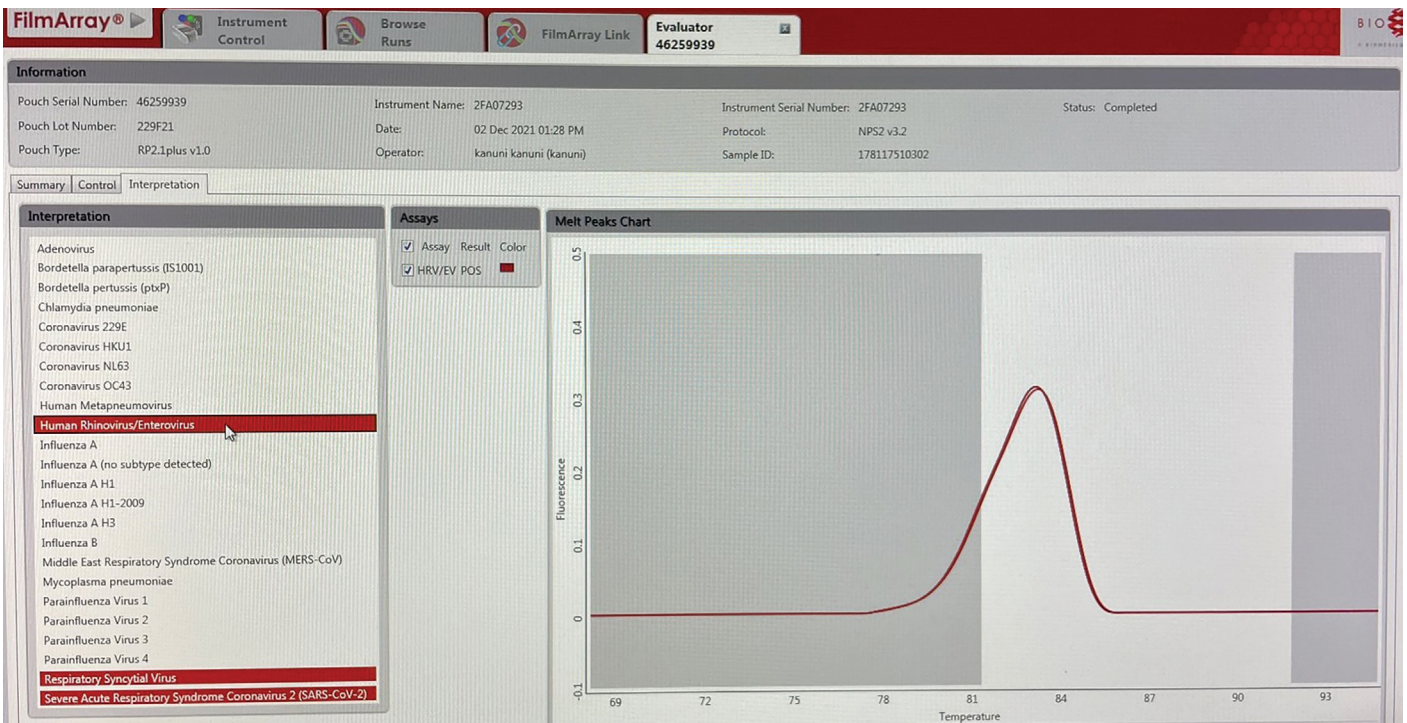 FilmArray®
Instrument Control
Browse Runs
FilmArray Link
Evaluator 46259939
BIO
Information
Pouch Serial Number: 46259939
Instrument Name: 2FA07293
Instrument Serial Number: 2FA07293
Status: Completed
Pouch Lot Number: 229F21
Date: 02 Dec 2021 01:28 PM
Protocol: NPS2 v3.2
Pouch Type: RP2.1plus v1.0
Operator: kanuni kanuni (kanuni)
Sample ID: 178117510302
Summary
Control
Interpretation
Interpretation
Adenovirus
Bordetella parapertussis (IS1001)
Bordetella pertussis (ptxP)
Chlamydia pneumoniae
Coronavirus 229E
Coronavirus HKU1
Coronavirus NL63
Coronavirus OC43
Human Metapneumovirus
Human Rhinovirus/Enterovirus
Influenza A
Influenza A (no subtype detected)
Influenza A H1
Influenza A H1-2009
Influenza A H3
Influenza B
Middle East Respiratory Syndrome Coronavirus (MERS-CoV)
Mycoplasma pneumoniae
Parainfluenza Virus 1
Parainfluenza Virus 2
Parainfluenza Virus 3
Parainfluenza Virus 4
Respiratory Syncytial Virus
Severe Acute Respiratory Syndrome Coronavirus 2 (SARS-CoV-2)
Assays
Assay Result Color
HRV/EV POS
Melt Peaks Chart
0.5
0.4
0.3
0.2
0.1
0
-0.1
Fluorescence
69 72 75 78 81 84 87 90 93
Temperature